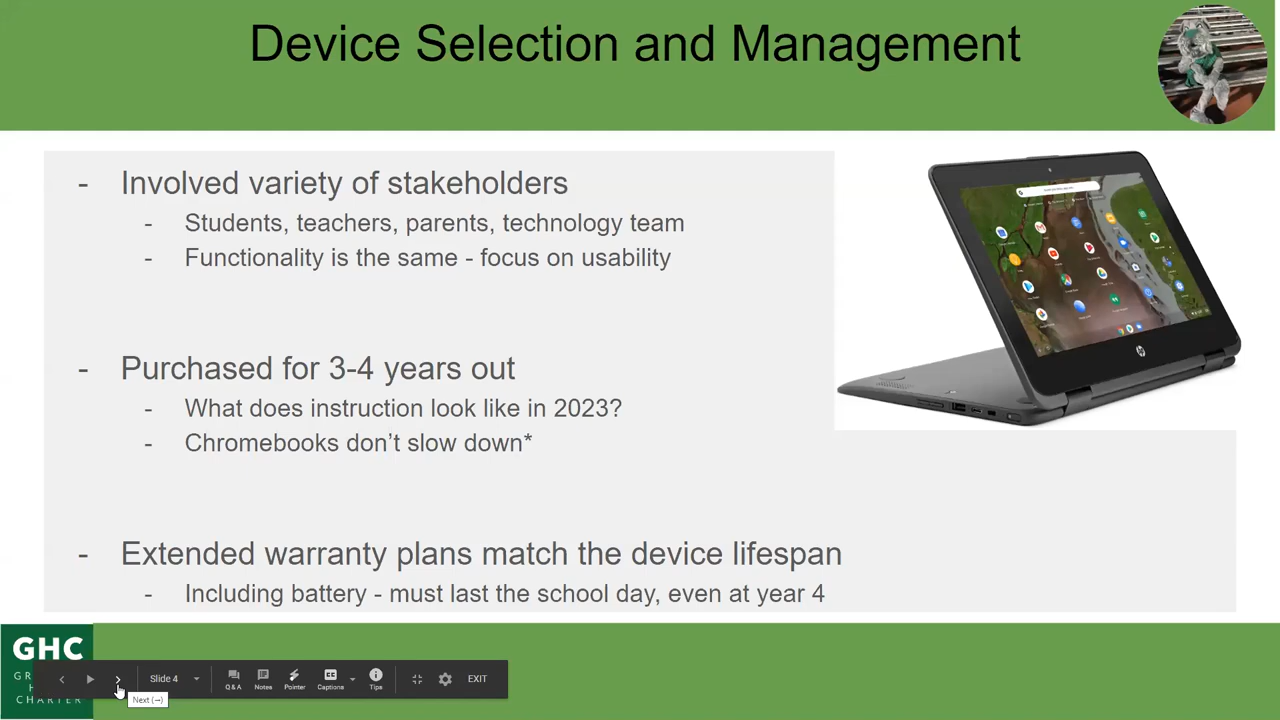 Device Selection and Management
- Involved variety of stakeholders
- Students, teachers, parents, technology team
- Functionality is the same - focus on usability
- Purchased for 3-4 years out
- What does instruction look like in 2023?
- Chromebooks don’t slow down*
- Extended warranty plans match the device lifespan
- Including battery - must last the school day, even at year 4
GHC
CHARTER
Slide 4
Q&A
Notes
Pointer
Captions
Tips
EXIT
Next (→)